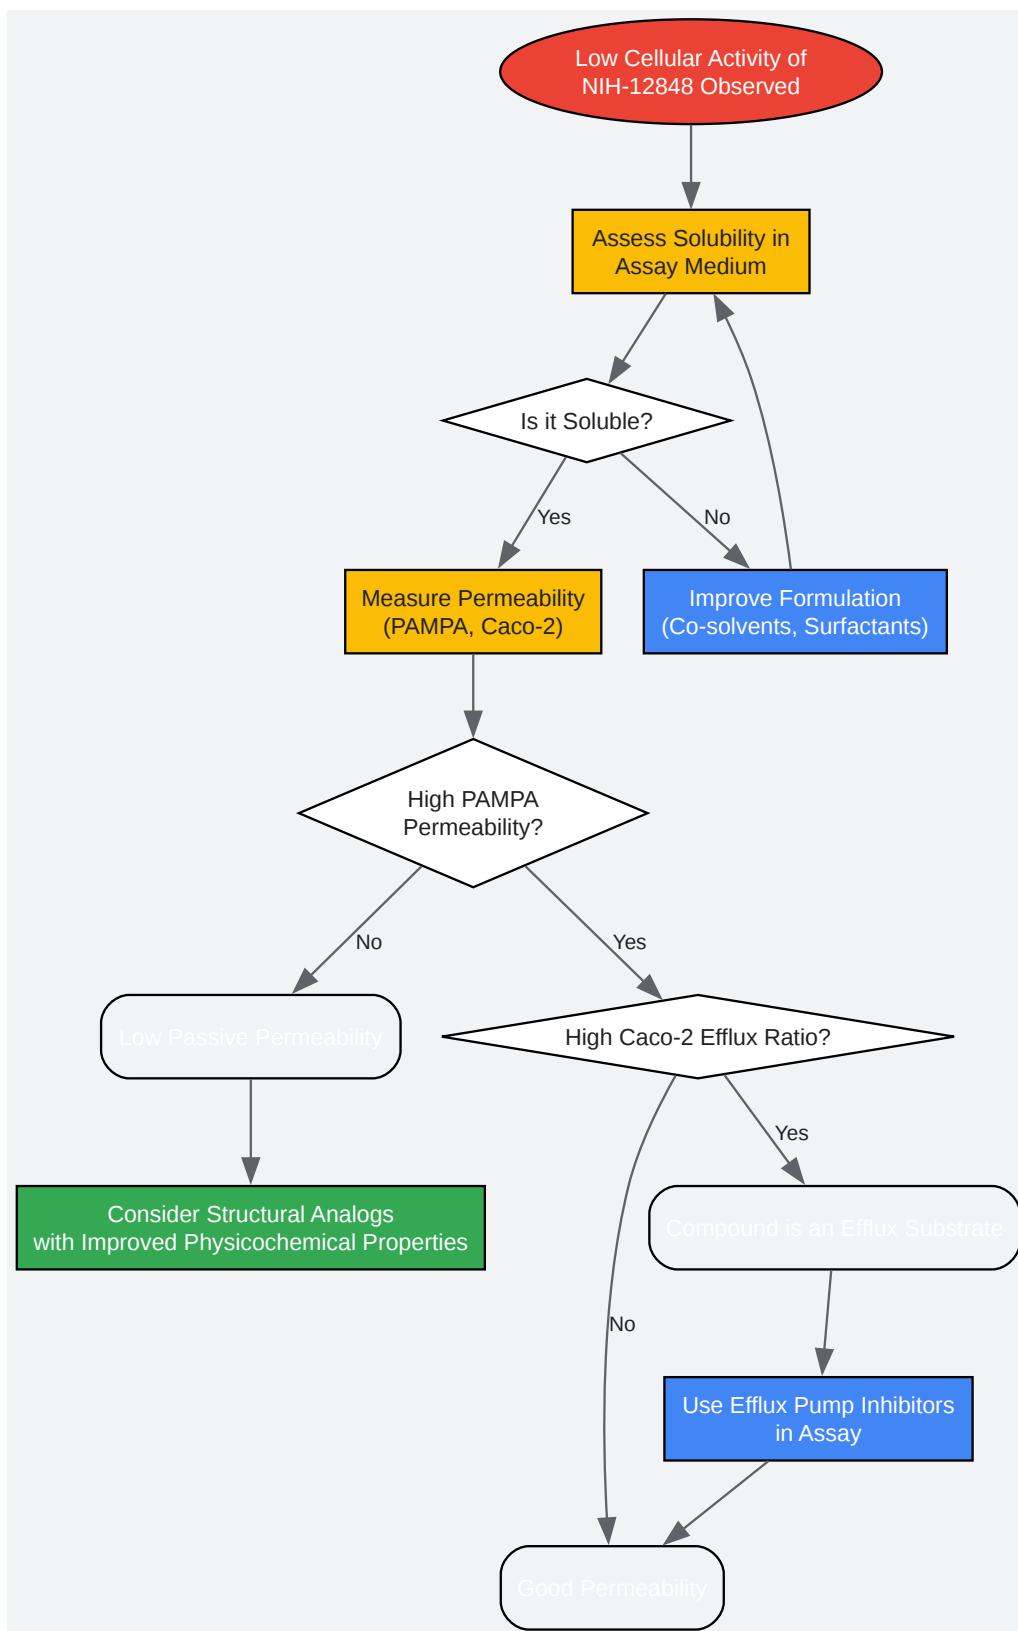 Low Cellular Activity of
NIH-12848 Observed
Assess Solubility in
Assay Medium
Is it Soluble?
Yes
No
Measure Permeability
(PAMPA, Caco-2)
Improve Formulation
(Co-solvents, Surfactants)
High PAMPA
Permeability?
No
Yes
Low Passive Permeability
High Caco-2 Efflux Ratio?
Yes
Consider Structural Analogs
with Improved Physicochemical Properties
Compound is an Efflux Substrate
No
Use Efflux Pump Inhibitors
in Assay
Good Permeability